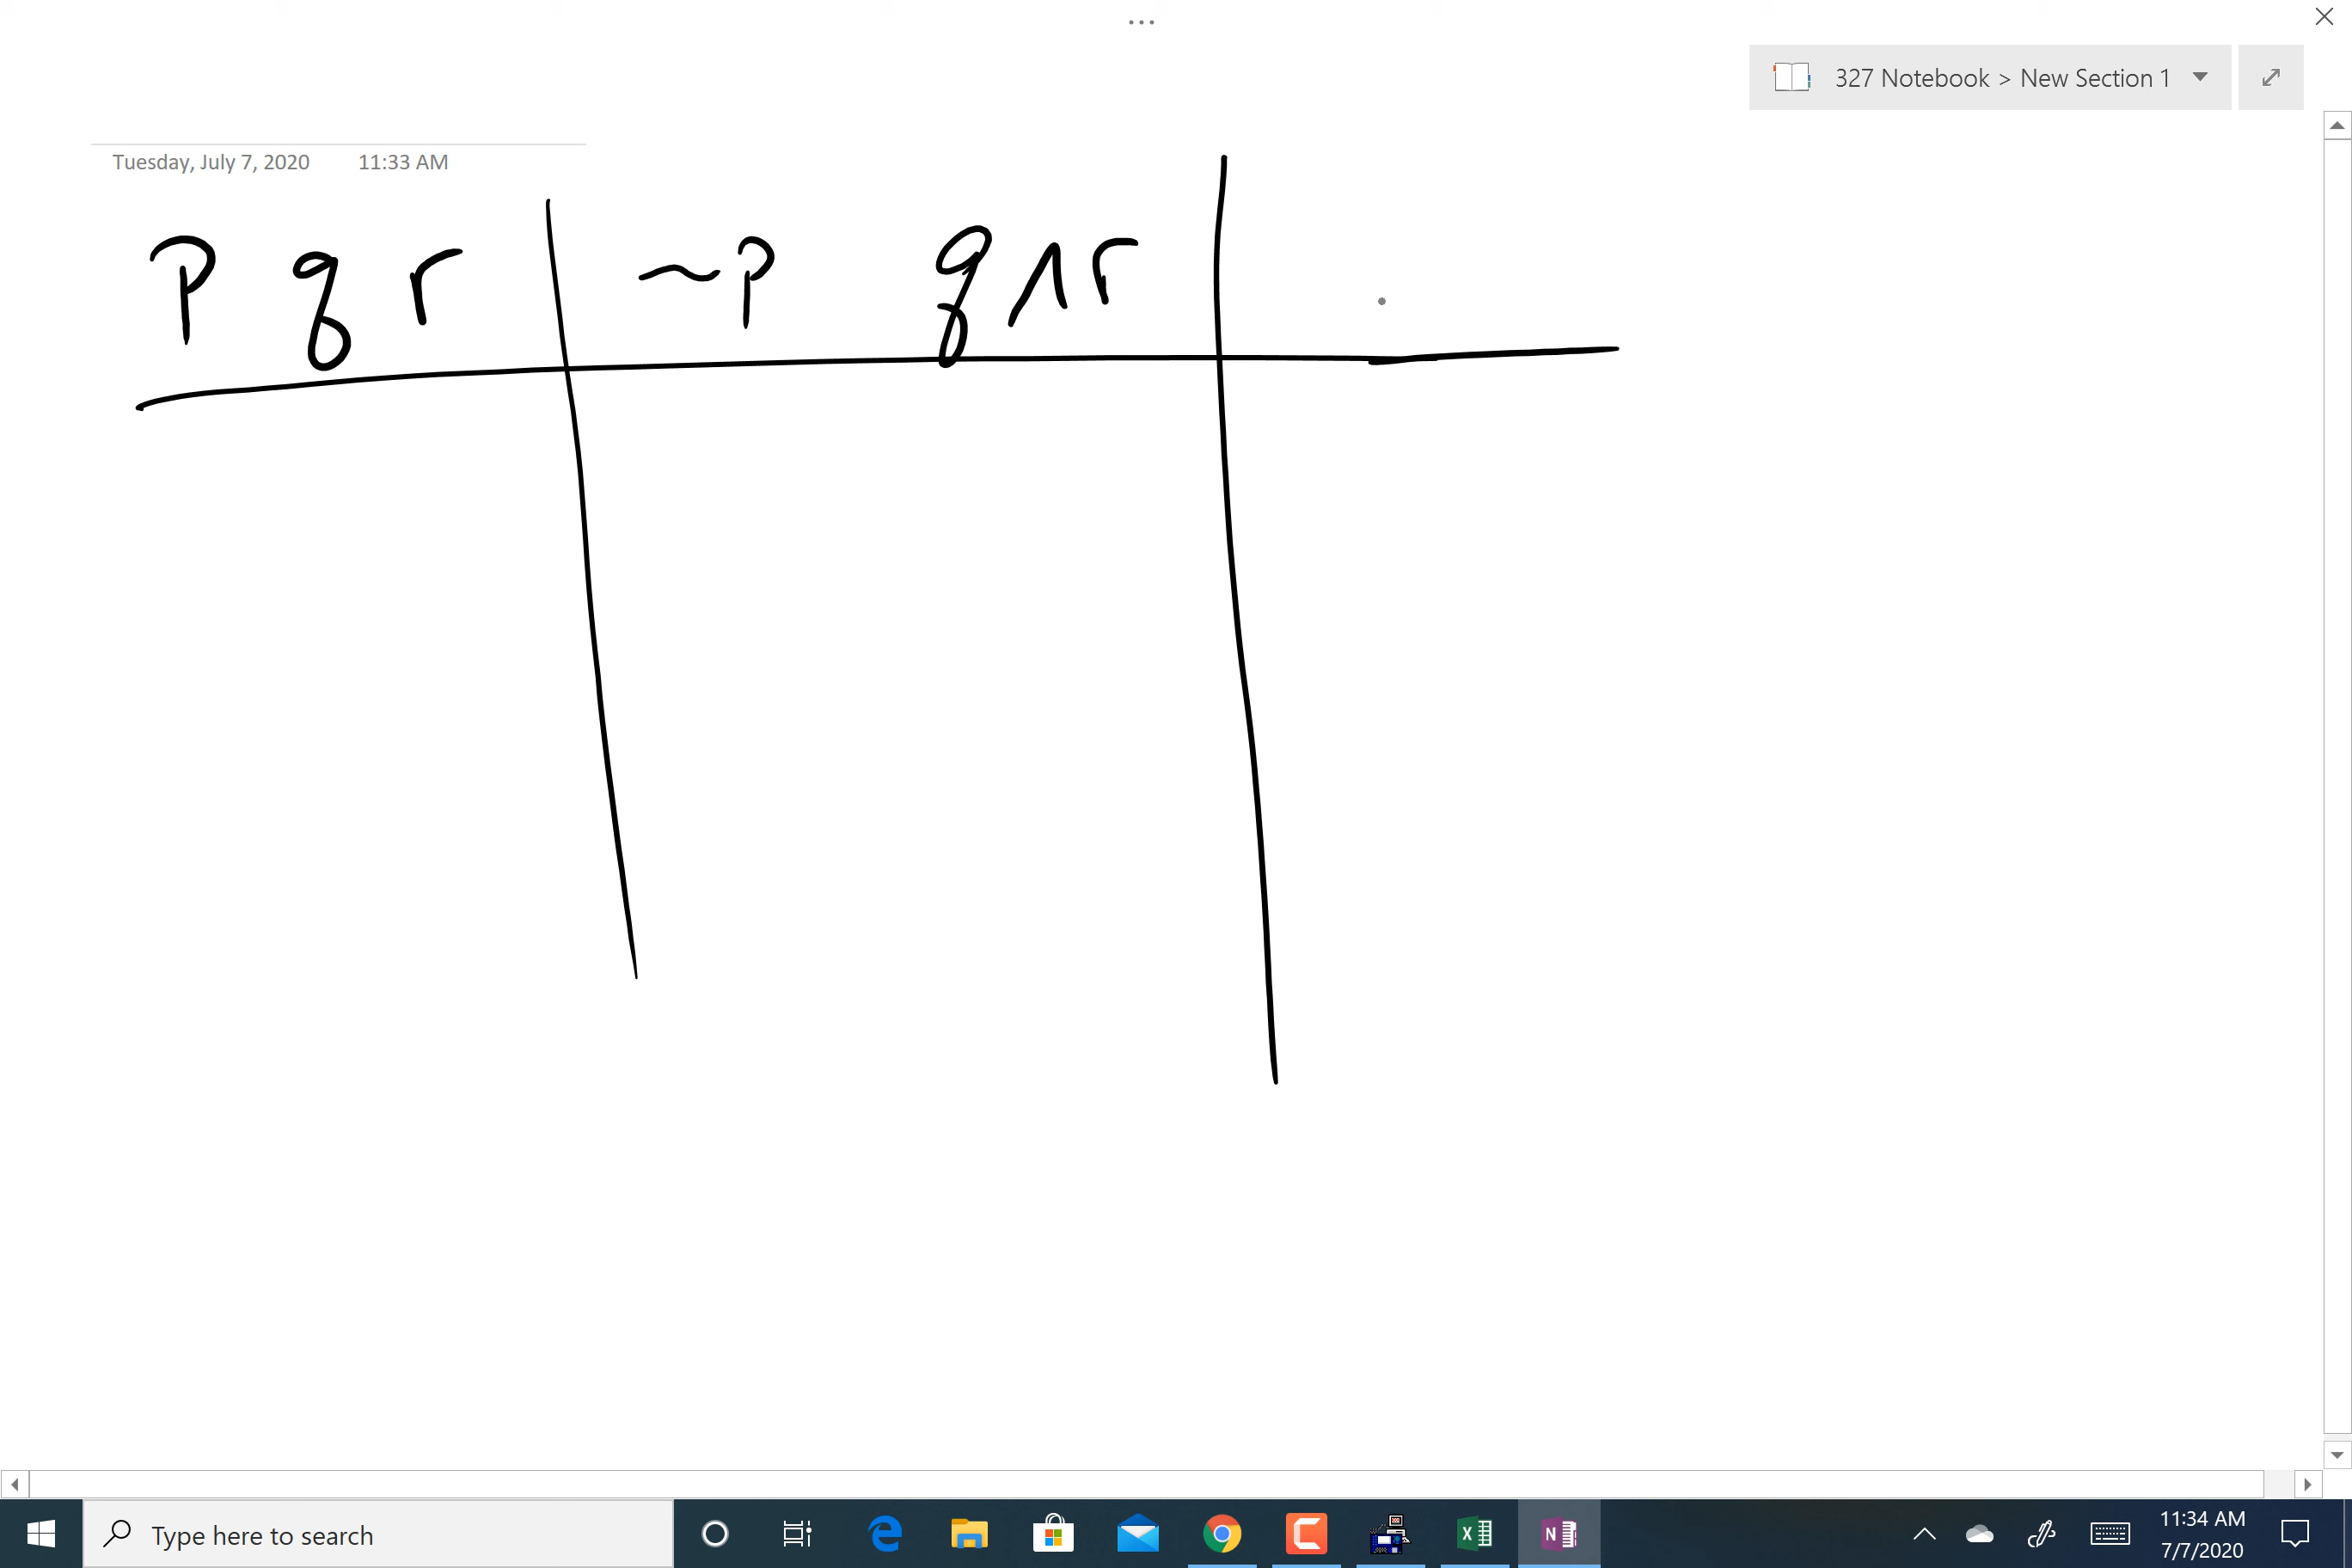 327 Notebook > New Section 1
Tuesday, July 7, 2020 11:33 AM
p q r ~p q ∧ r
Type here to search
11:34 AM
7/7/2020